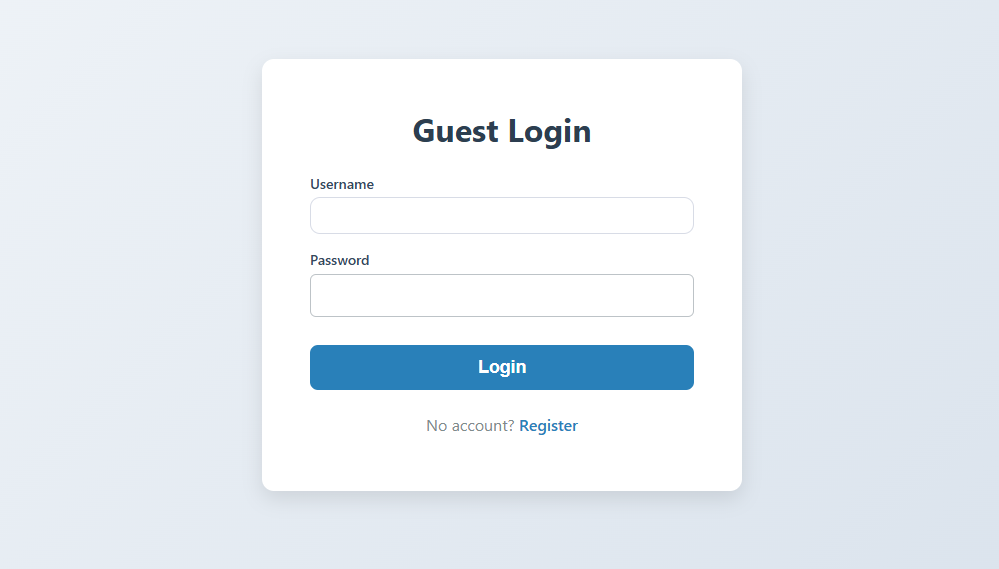 Guest Login
Username
Password
Login
No account? Register